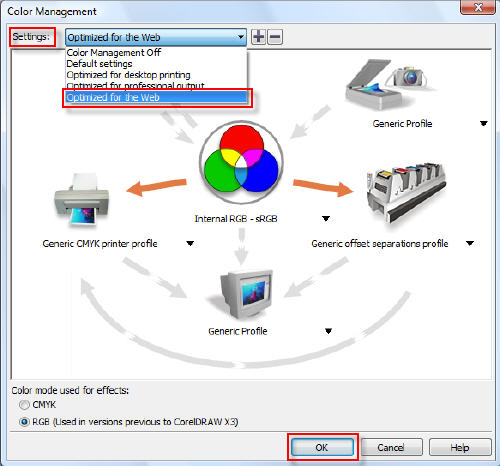 Color Management
Settings: Optimized for the Web
Color Management Off
Default settings
Optimized for desktop printing
Optimized for professional output
Optimized for the Web
Generic Profile
Internal RGB - sRGB
Generic CMYK printer profile
Generic offset separations profile
Generic Profile
Color mode used for effects:
CMYK
RGB (Used in versions previous to CorelDRAW X3)
OK Cancel Help